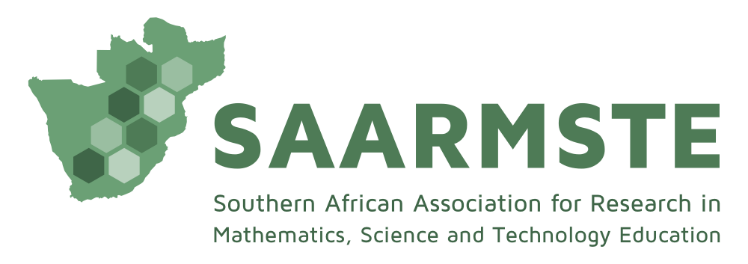 SAARMSTE
Southern African Association for Research in
Mathematics, Science and Technology Education